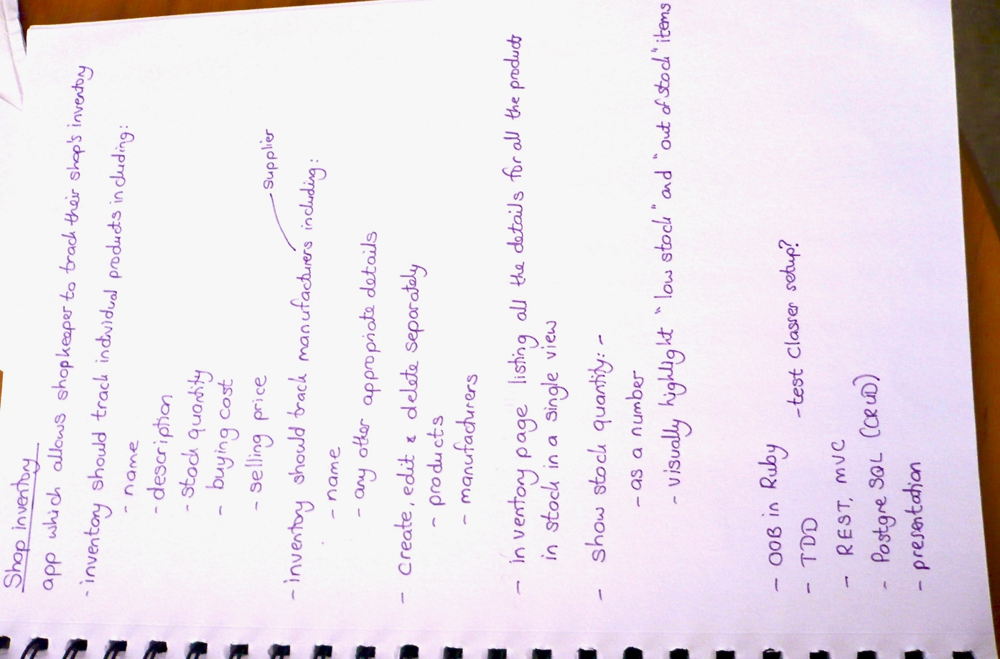 Shop inventory
app which allows shopkeeper to track their shop's inventory
- inventory should track individual products including:
- name
- description
- stock quantity
- buying cost
- selling price
supplier
- inventory should track manufacturers including:
- name
- any other appropriate details
- create, edit & delete separately
- products
- manufacturers
- inventory page listing all the details for all the products
in stock in a single view
- show stock quantity: -
- as a number
- visually highlight "low stock" and "out of stock" items
- OOB in Ruby
- TDD - test classes setup?
- REST, MVC
- Postgre SQL (CRUD)
- presentation